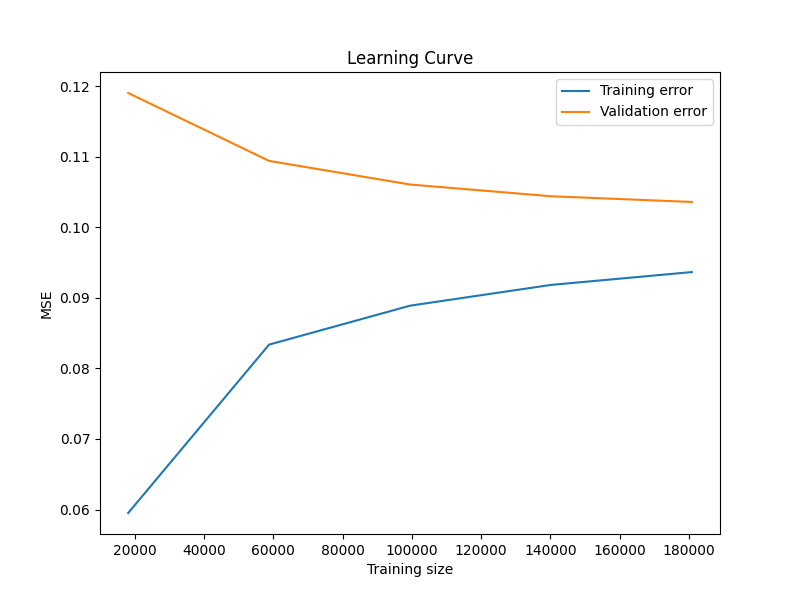 Learning Curve
Training error
Validation error
0.12
0.11
0.10
0.09
0.08
0.07
0.06
MSE
20000 40000 60000 80000 100000 120000 140000 160000 180000
Training size